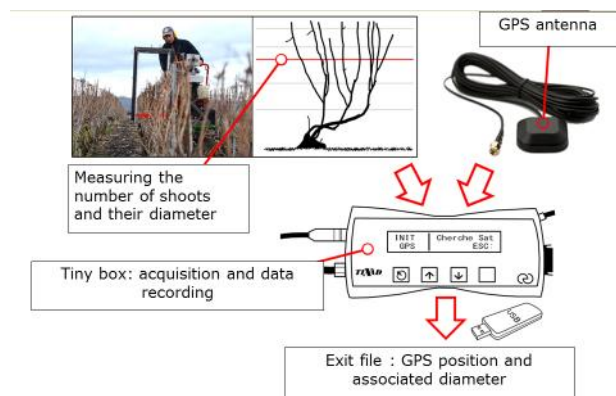 GPS antenna
Measuring the
number of shoots
and their diameter
INIT Cherche Sat
GPS ESC:
Tiny box: acquisition and data
recording
USB
Exit file : GPS position and
associated diameter